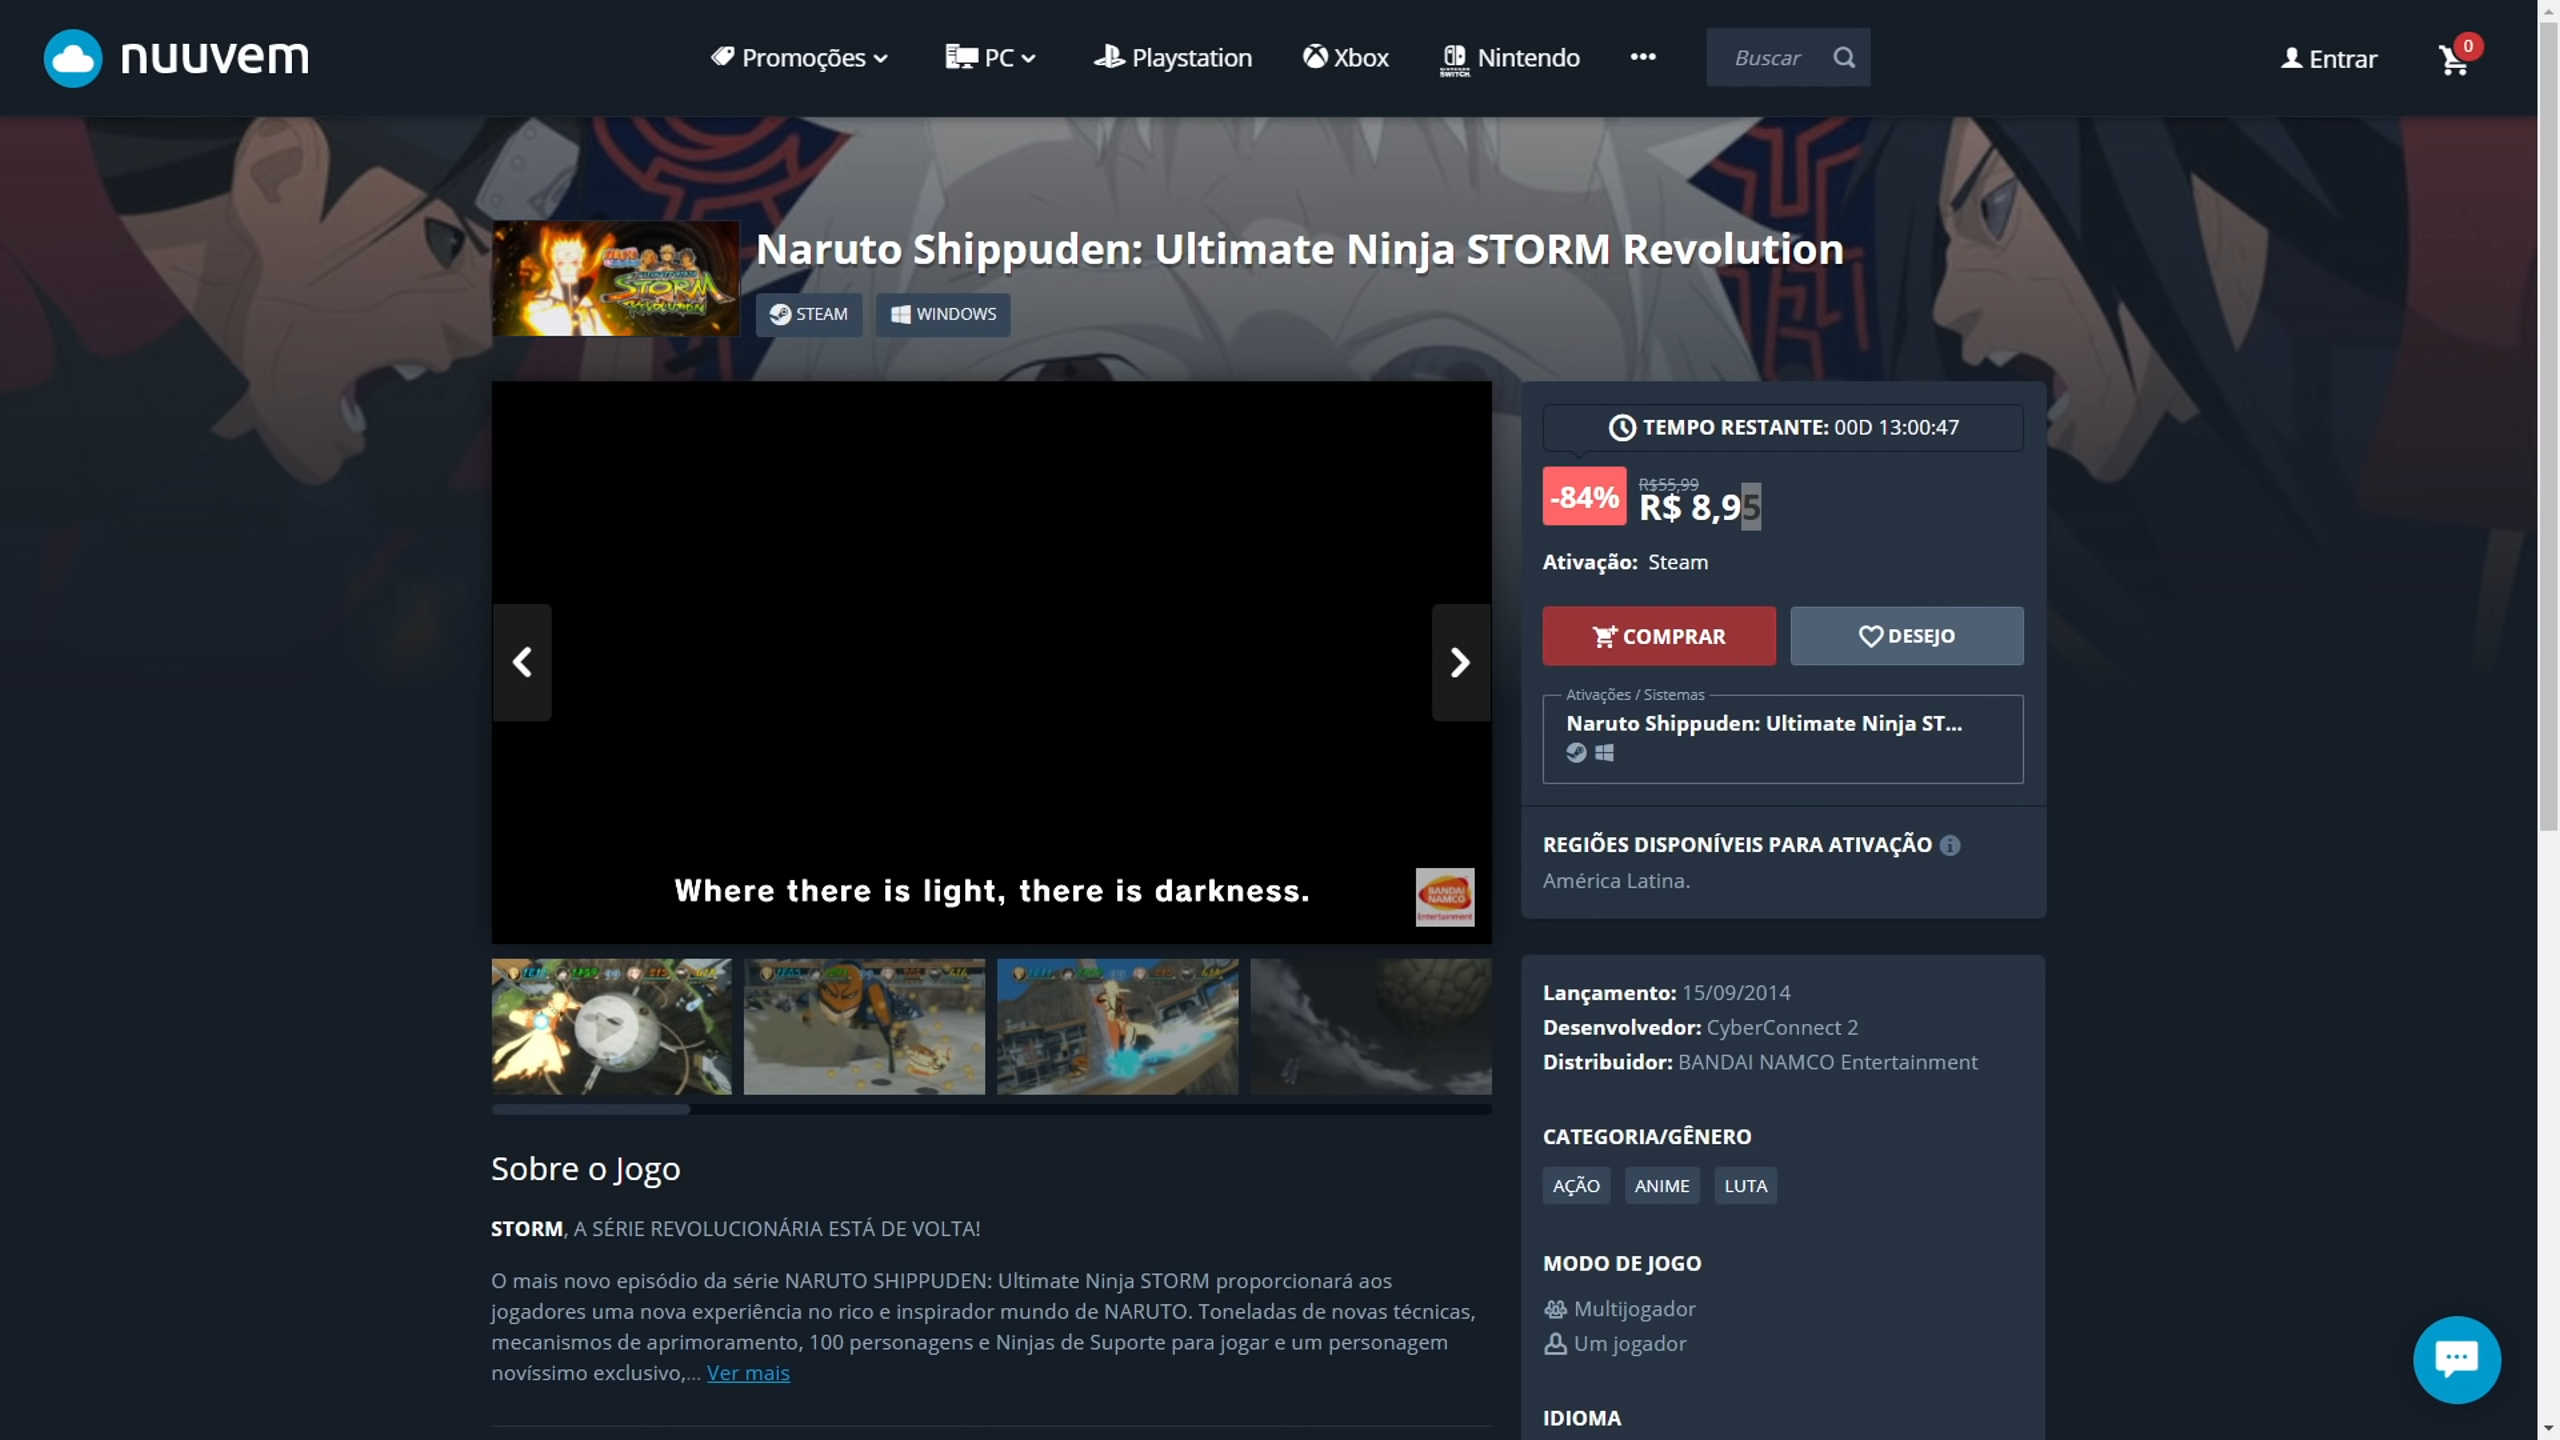 nuuvem
Promoções
PC
Playstation
Xbox
Nintendo
•••
Buscar
Entrar
0
Naruto Shippuden: Ultimate Ninja STORM Revolution
STORM
REVOLUTION
STEAM
WINDOWS
TEMPO RESTANTE: 00D 13:00:47
-84%
R$55,99
R$ 8,95
Ativação: Steam
COMPRAR
DESEJO
Ativações / Sistemas
Naruto Shippuden: Ultimate Ninja ST...
REGIÕES DISPONÍVEIS PARA ATIVAÇÃO
América Latina.
Where there is light, there is darkness.
BANDAI
NAMCO
Entertainment
Lançamento: 15/09/2014
Desenvolvedor: CyberConnect 2
Distribuidor: BANDAI NAMCO Entertainment
CATEGORIA/GÊNERO
AÇÃO
ANIME
LUTA
MODO DE JOGO
Multijogador
Um jogador
IDIOMA
Sobre o Jogo
STORM, A SÉRIE REVOLUCIONÁRIA ESTÁ DE VOLTA!
O mais novo episódio da série NARUTO SHIPPUDEN: Ultimate Ninja STORM proporcionará aos
jogadores uma nova experiência no rico e inspirador mundo de NARUTO. Toneladas de novas técnicas,
mecanismos de aprimoramento, 100 personagens e Ninjas de Suporte para jogar e um personagem
novíssimo exclusivo,... Ver mais